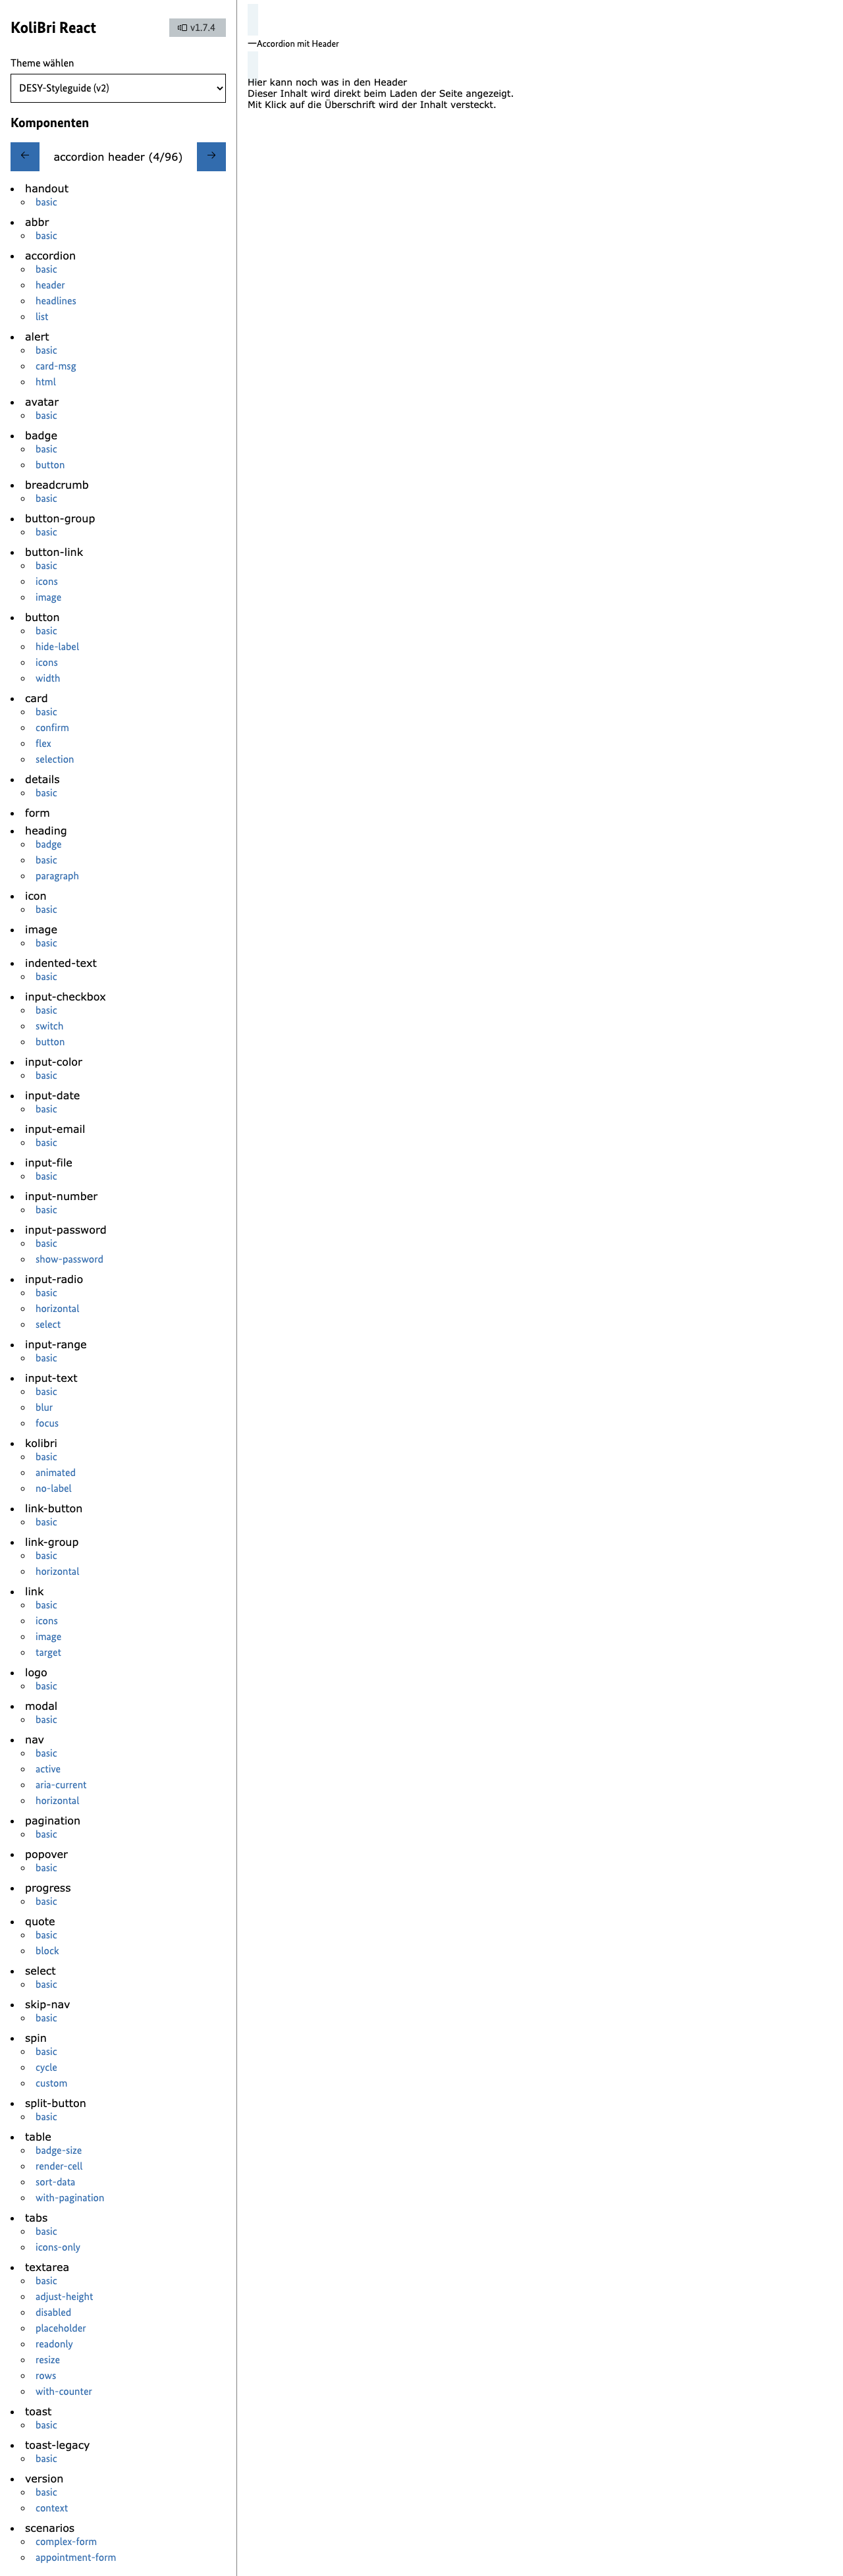 KoliBri React
v1.7.4
Theme wählen
DESY-Styleguide (v2)
Komponenten
← accordion header (4/96) →
handout
basic
abbr
basic
accordion
basic
header
headlines
list
alert
basic
card-msg
html
avatar
basic
badge
basic
button
breadcrumb
basic
button-group
basic
button-link
basic
icons
image
button
basic
hide-label
icons
width
card
basic
confirm
flex
selection
details
basic
form
heading
badge
basic
paragraph
icon
basic
image
basic
indented-text
basic
input-checkbox
basic
switch
button
input-color
basic
input-date
basic
input-email
basic
input-file
basic
input-number
basic
input-password
basic
show-password
input-radio
basic
horizontal
select
input-range
basic
input-text
basic
blur
focus
kolibri
basic
animated
no-label
link-button
basic
link-group
basic
horizontal
link
basic
icons
image
target
logo
basic
modal
basic
nav
basic
active
aria-current
horizontal
pagination
basic
popover
basic
progress
basic
quote
basic
block
select
basic
skip-nav
basic
spin
basic
cycle
custom
split-button
basic
table
badge-size
render-cell
sort-data
with-pagination
tabs
basic
icons-only
textarea
basic
adjust-height
disabled
placeholder
readonly
resize
rows
with-counter
toast
basic
toast-legacy
basic
version
basic
context
scenarios
complex-form
appointment-form
Accordion mit Header
Hier kann noch was in den Header
Dieser Inhalt wird direkt beim Laden der Seite angezeigt.
Mit Klick auf die Überschrift wird der Inhalt versteckt.